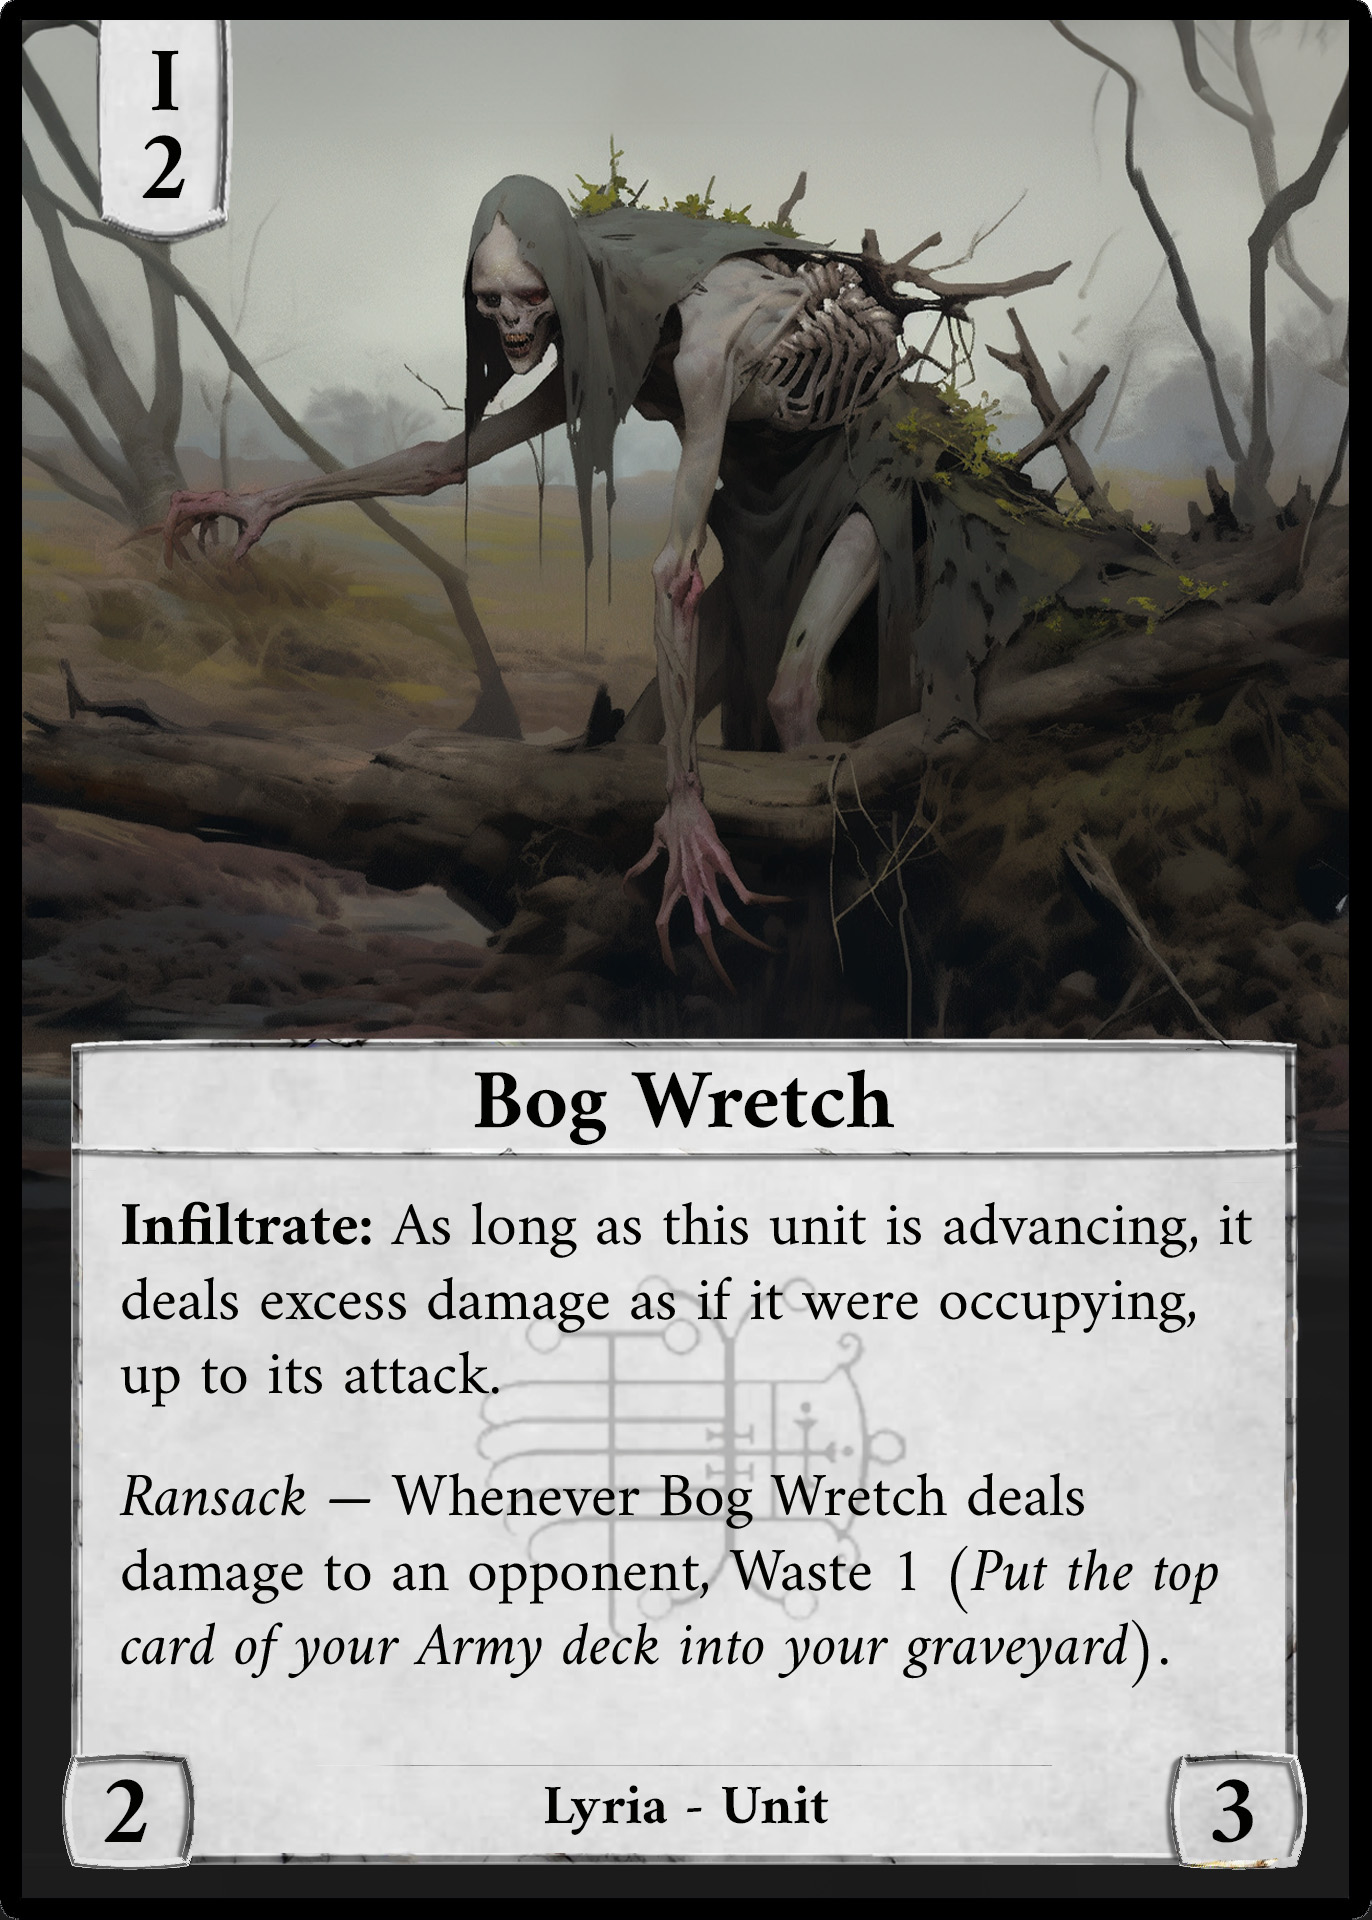 I
2
Bog Wretch
Infiltrate: As long as this unit is advancing, it
deals excess damage as if it were occupying,
up to its attack.
Ransack — Whenever Bog Wretch deals
damage to an opponent, Waste 1 (Put the top
card of your Army deck into your graveyard).
2
Lyria - Unit
3